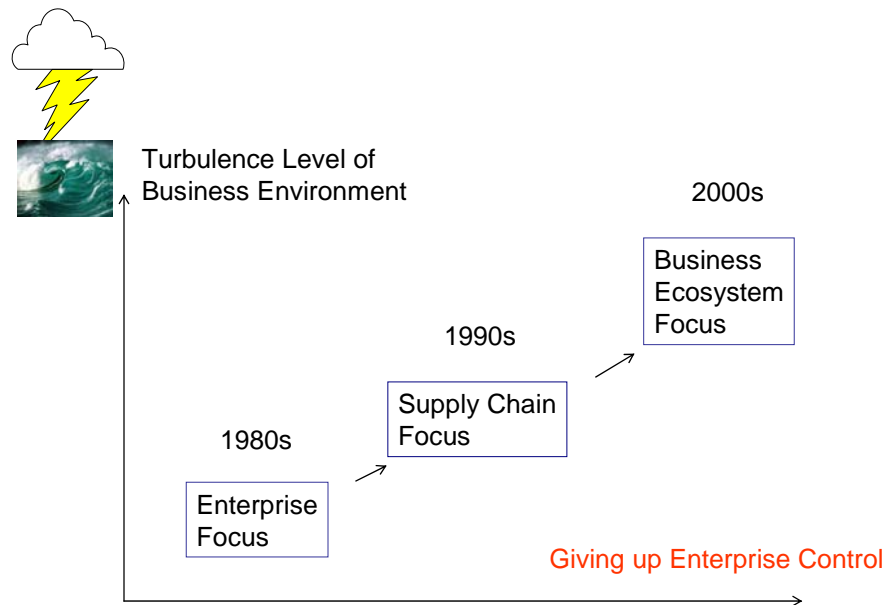 Turbulence Level of
Business Environment
2000s
Business
Ecosystem
Focus
1990s
Supply Chain
Focus
1980s
Enterprise
Focus
Giving up Enterprise Control